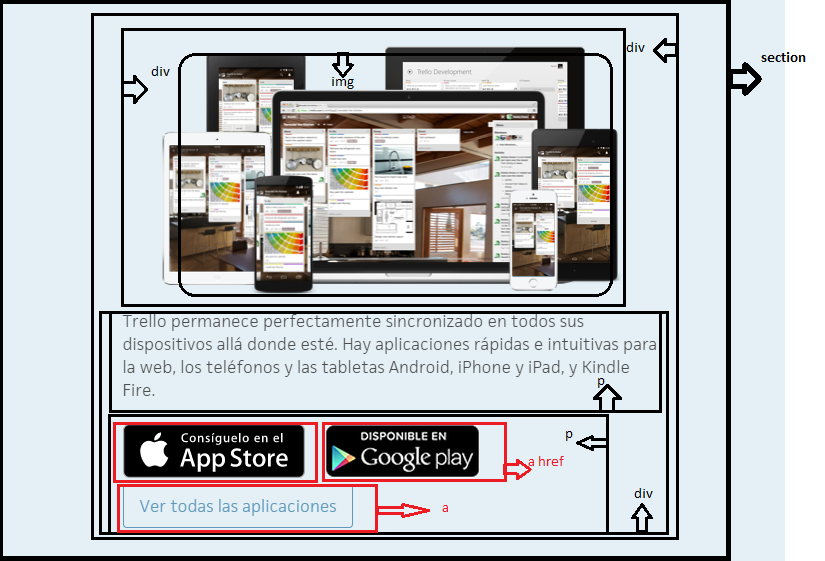 div
div
section
img
Trello Development
Trello permanece perfectamente sincronizado en todos sus
dispositivos allá donde esté. Hay aplicaciones rápidas e intuitivas para
la web, los teléfonos y las tabletas Android, iPhone y iPad, y Kindle
Fire.
p
p
Consíguelo en el
App Store
DISPONIBLE EN
Google play
a href
div
Ver todas las aplicaciones
a